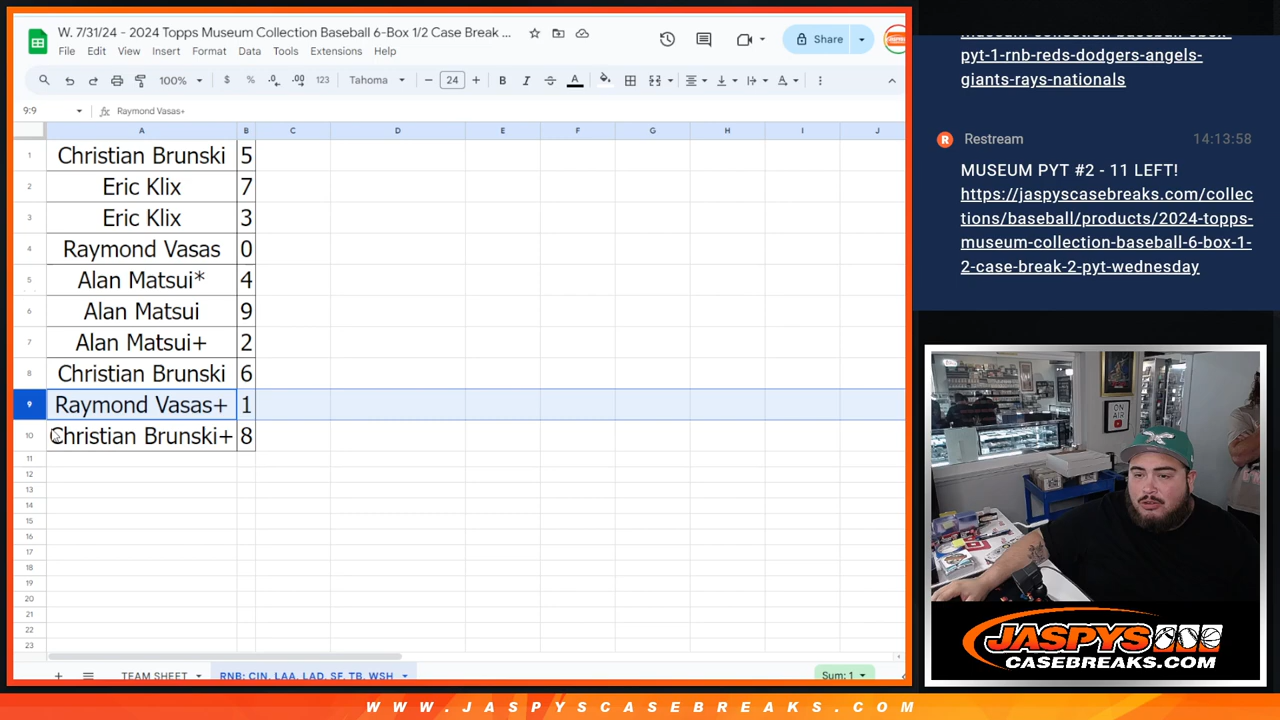 W. 7/31/24 - 2024 Topps Museum Collection Baseball 6-Box 1/2 Case Break ...
File Edit View Insert Format Data Tools Extensions
Share
100% $ % .0 .00 123 Tahoma 24 B I A
9:9 fx Raymond Vasas+
A B C D E F G H I J
1 Christian Brunski 5
2 Eric Klix 7
3 Eric Klix 3
4 Raymond Vasas 0
5 Alan Matsui* 4
6 Alan Matsui 9
7 Alan Matsui+ 2
8 Christian Brunski 6
9 Raymond Vasas+ 1
10 Christian Brunski+ 8
11
12
13
14
15
16
17
18
19
20
21
22
23
TEAM SHEET RNB: CIN, LAA, LAD, SF, TB, WSH Sum: 1
pyt-1-rnb-reds-dodgers-angels-
giants-rays-nationals
R Restream 14:13:58
MUSEUM PYT #2 - 11 LEFT!
https://jaspyscasebreaks.com/collec
tions/baseball/products/2024-topps-
museum-collection-baseball-6-box-1-
2-case-break-2-pyt-wednesday
ON AIR
JASPYS
CASEBREAKS.COM
WWW.JASPYSCASEBREAKS.COM